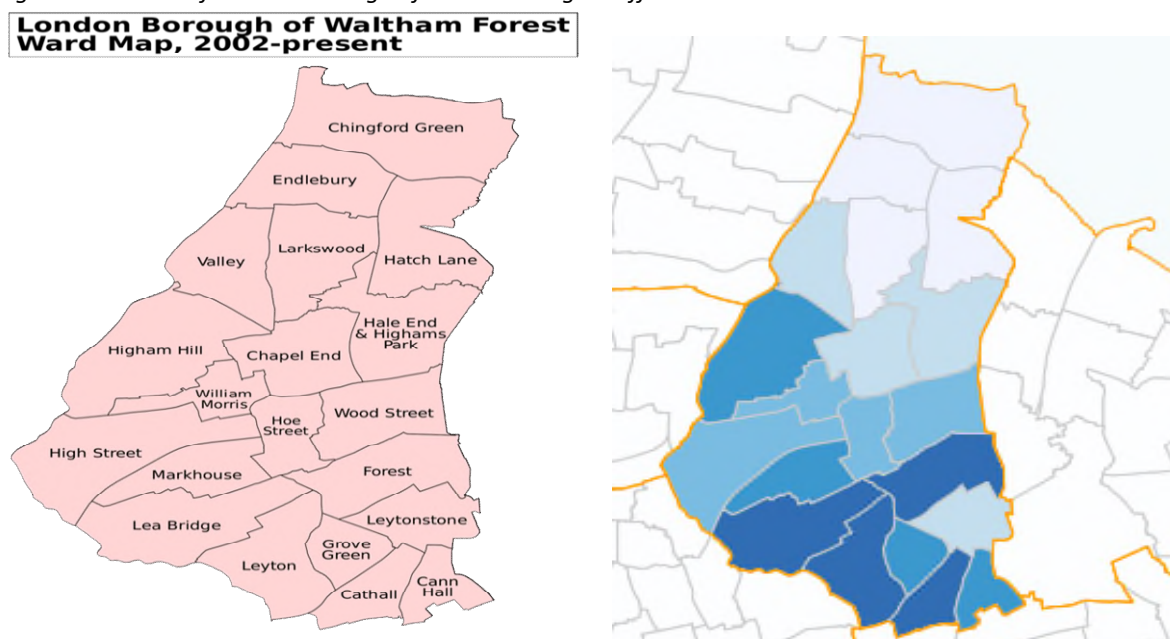 London Borough of Waltham Forest
Ward Map, 2002-present
Chingford Green
Endlebury
Larkswood
Valley
Hatch Lane
Hale End
& Highams
Park
Higham Hill
Chapel End
William
Morris
Wood Street
Hoe
Street
High Street
Markhouse
Forest
Lea Bridge
Leytonstone
Grove
Green
Leyton
Cann
Hall
Cathall